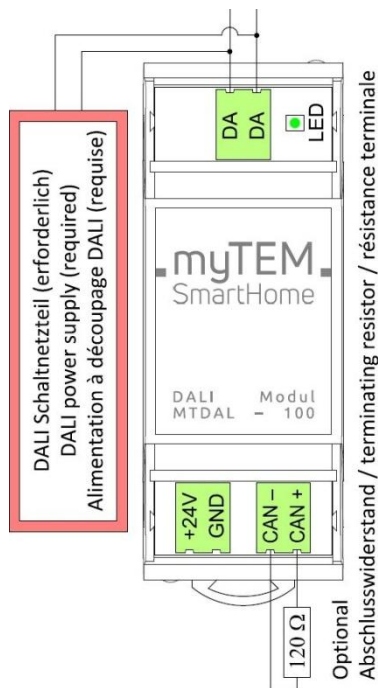 DALI Schaltnetzteil (erforderlich)
DALI power supply (required)
Alimentation à découpage DALI (requise)
DA
DA
LED
myTEM
SmartHome
DALI Modul
MTDAL – 100
+24V
GND
CAN –
CAN +
120 Ω
Optional
Abschlusswiderstand / terminating resistor / résistance terminale